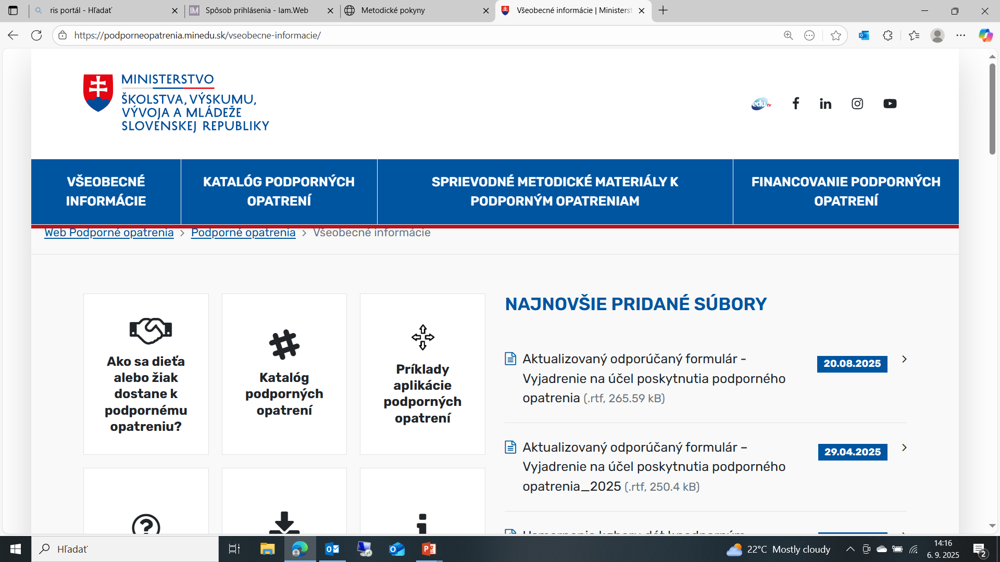 ris portál - Hľadať
Spôsob prihlásenia - Iam.Web
Metodické pokyny
Všeobecné informácie | Ministerst
https://podporneopatrenia.minedu.sk/vseobecne-informacie/
MINISTERSTVO
ŠKOLSTVA, VÝSKUMU,
VÝVOJA A MLÁDEŽE
SLOVENSKEJ REPUBLIKY
edu tv
VŠEOBECNÉ
INFORMÁCIE
KATALÓG PODPORNÝCH
OPATRENÍ
SPRIEVODNÉ METODICKÉ MATERIÁLY K
PODPORNÝM OPATRENIAM
FINANCOVANIE PODPORNÝCH
OPATRENÍ
Web Podporné opatrenia > Podporné opatrenia > Všeobecné informácie
Ako sa dieťa
alebo žiak
dostane k
podpornému
opatreniu?
Katalóg
podporných
opatrení
Príklady
aplikácie
podporných
opatrení
NAJNOVŠIE PRIDANÉ SÚBORY
Aktualizovaný odporúčaný formulár -
Vyjadrenie na účel poskytnutia podporného
opatrenia (.rtf, 265.59 kB)
20.08.2025
Aktualizovaný odporúčaný formulár –
Vyjadrenie na účel poskytnutia podporného
opatrenia_2025 (.rtf, 250.4 kB)
29.04.2025
Hľadať
22°C Mostly cloudy
14:16
6. 9. 2025
2